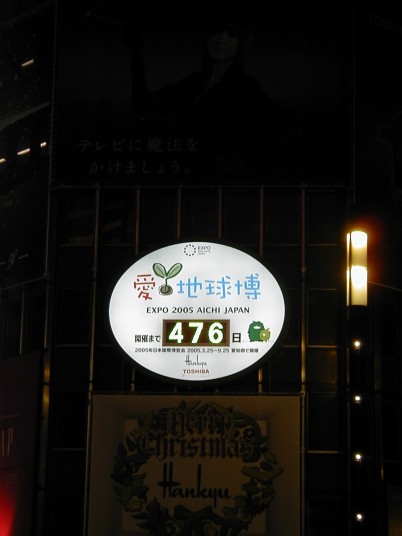 テレビに魔法を
かけましょう。
EXPO
愛・地球博
EXPO 2005 AICHI JAPAN
開催まで 476 日
2005年日本国際博覧会 2005.3.25〜9.25 愛知県で開催
Hankyu
TOSHIBA
Merry
Christmas
Hankyu